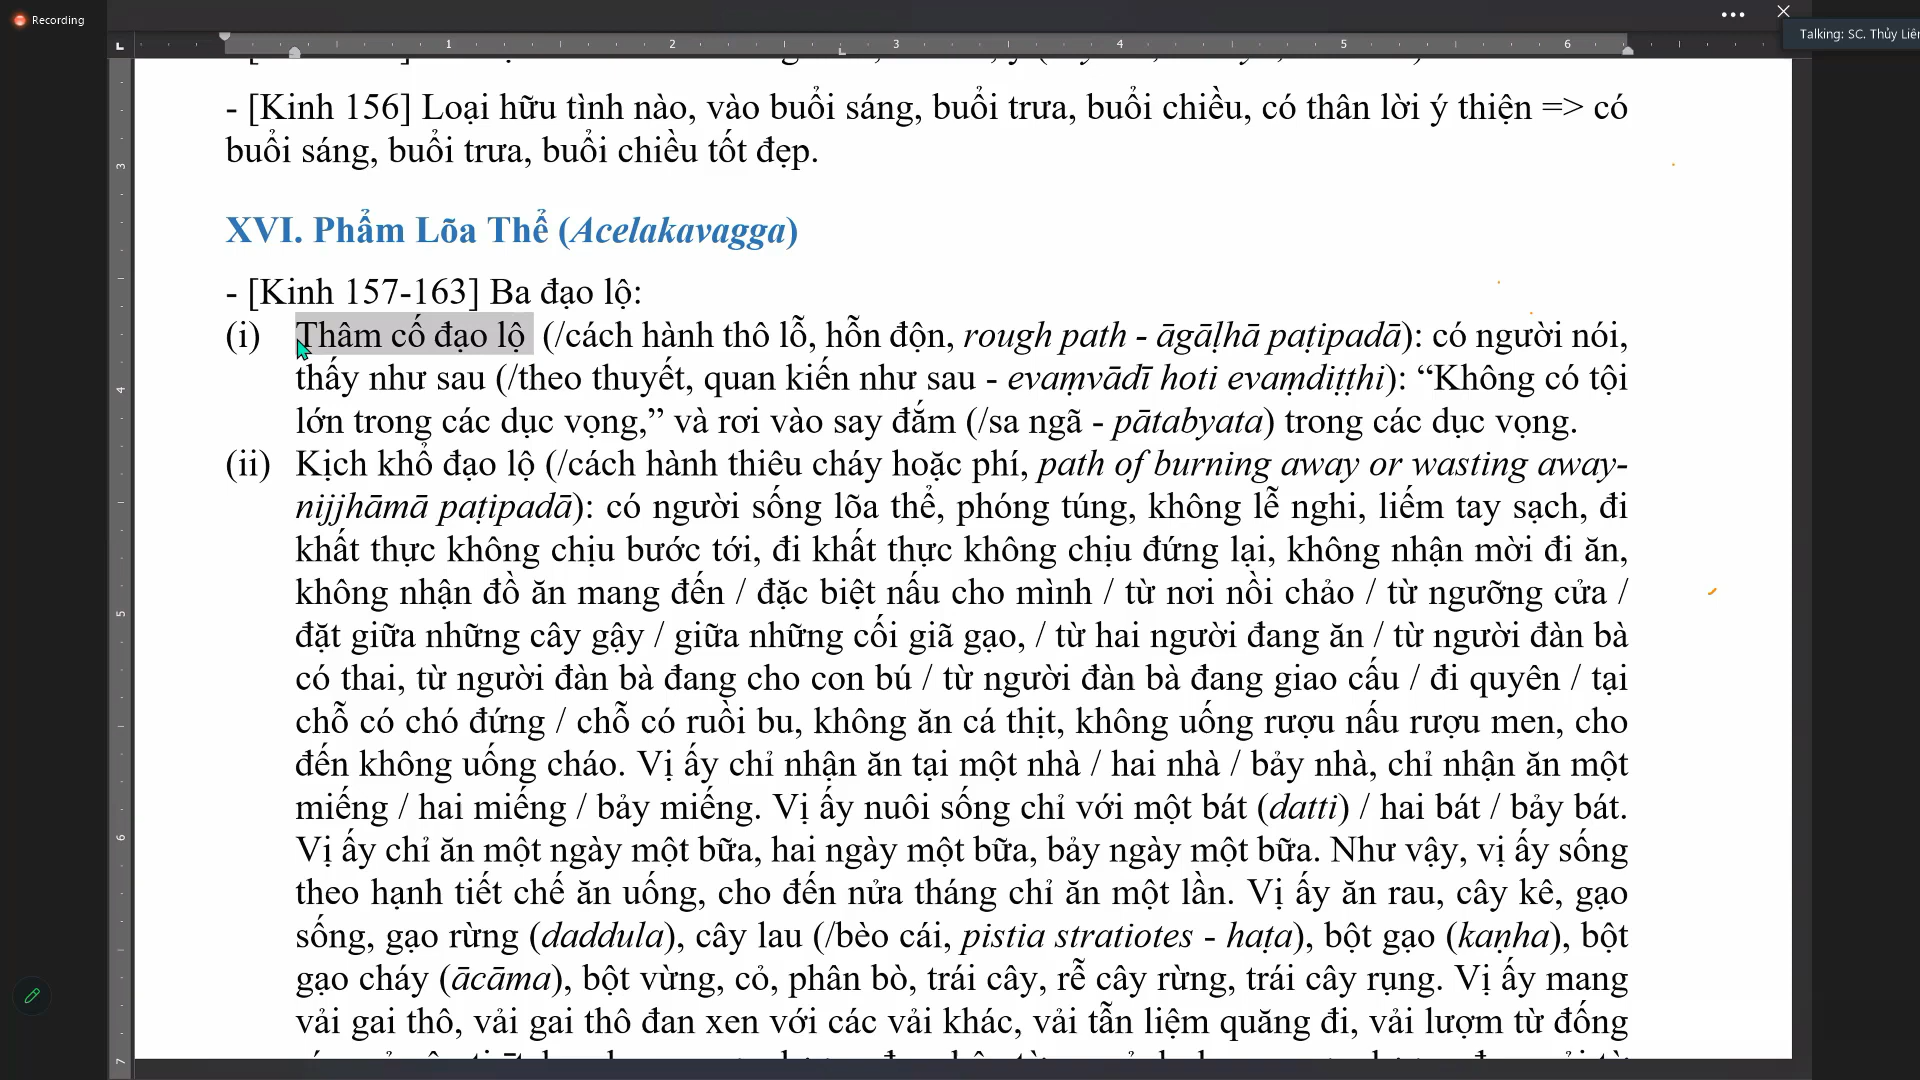 Recording
Talking: SC. Thủy Liên
1 2 3 4 5 6
- [Kinh 156] Loại hữu tình nào, vào buổi sáng, buổi trưa, buổi chiều, có thân lời ý thiện => có
buổi sáng, buổi trưa, buổi chiều tốt đẹp.
XVI. Phẩm Lõa Thể (Acelakavagga)
- [Kinh 157-163] Ba đạo lộ:
(i) Thâm cố đạo lộ (/cách hành thô lỗ, hỗn độn, rough path - āgāḷhā paṭipadā): có người nói,
thấy như sau (/theo thuyết, quan kiến như sau - evaṃvādī hoti evaṃdiṭṭhi): “Không có tội
lớn trong các dục vọng,” và rơi vào say đắm (/sa ngã - pātabyata) trong các dục vọng.
(ii) Kịch khổ đạo lộ (/cách hành thiêu cháy hoặc phí, path of burning away or wasting away-
nijjhāmā paṭipadā): có người sống lõa thể, phóng túng, không lễ nghi, liếm tay sạch, đi
khất thực không chịu bước tới, đi khất thực không chịu đứng lại, không nhận mời đi ăn,
không nhận đồ ăn mang đến / đặc biệt nấu cho mình / từ nơi nồi chảo / từ ngưỡng cửa /
đặt giữa những cây gậy / giữa những cối giã gạo, / từ hai người đang ăn / từ người đàn bà
có thai, từ người đàn bà đang cho con bú / từ người đàn bà đang giao cấu / đi quyên / tại
chỗ có chó đứng / chỗ có ruồi bu, không ăn cá thịt, không uống rượu nấu rượu men, cho
đến không uống cháo. Vị ấy chỉ nhận ăn tại một nhà / hai nhà / bảy nhà, chỉ nhận ăn một
miếng / hai miếng / bảy miếng. Vị ấy nuôi sống chỉ với một bát (datti) / hai bát / bảy bát.
Vị ấy chỉ ăn một ngày một bữa, hai ngày một bữa, bảy ngày một bữa. Như vậy, vị ấy sống
theo hạnh tiết chế ăn uống, cho đến nửa tháng chỉ ăn một lần. Vị ấy ăn rau, cây kê, gạo
sống, gạo rừng (daddula), cây lau (/bèo cái, pistia stratiotes - haṭa), bột gạo (kaṇha), bột
gạo cháy (ācāma), bột vừng, cỏ, phân bò, trái cây, rễ cây rừng, trái cây rụng. Vị ấy mang
vải gai thô, vải gai thô đan xen với các vải khác, vải tẩn liệm quăng đi, vải lượm từ đống
3
4
5
6
7